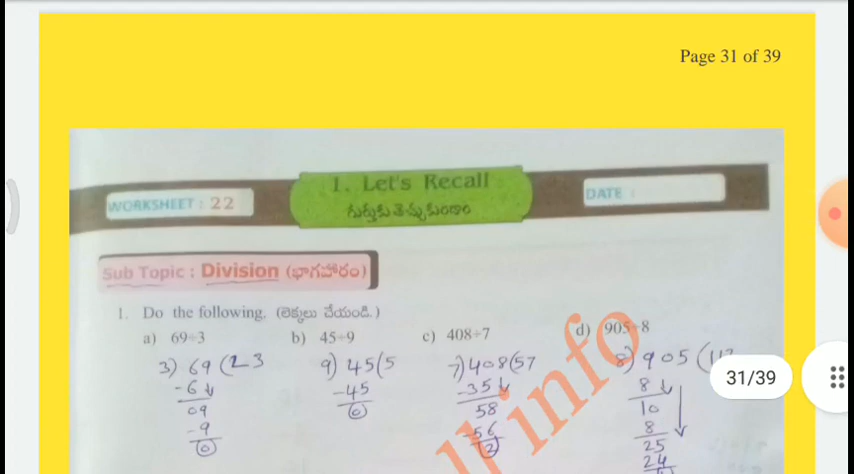 Page 31 of 39
WORKSHEET : 22
1. Let's Recall
గుర్తుకు తెచ్చుకుందాం
DATE :
Sub Topic : Division (భాగహారం)
1. Do the following. (లెక్కలు చేయండి.)
a) 69÷3 b) 45÷9 c) 408÷7 d) 905÷8
3) 69 (23
-6↓
09
-9
0
9) 45(5
-45
0
7)408(57
-35↓
58
-56
2
8) 905 (
8↓
10
8
25
24
info
31/39